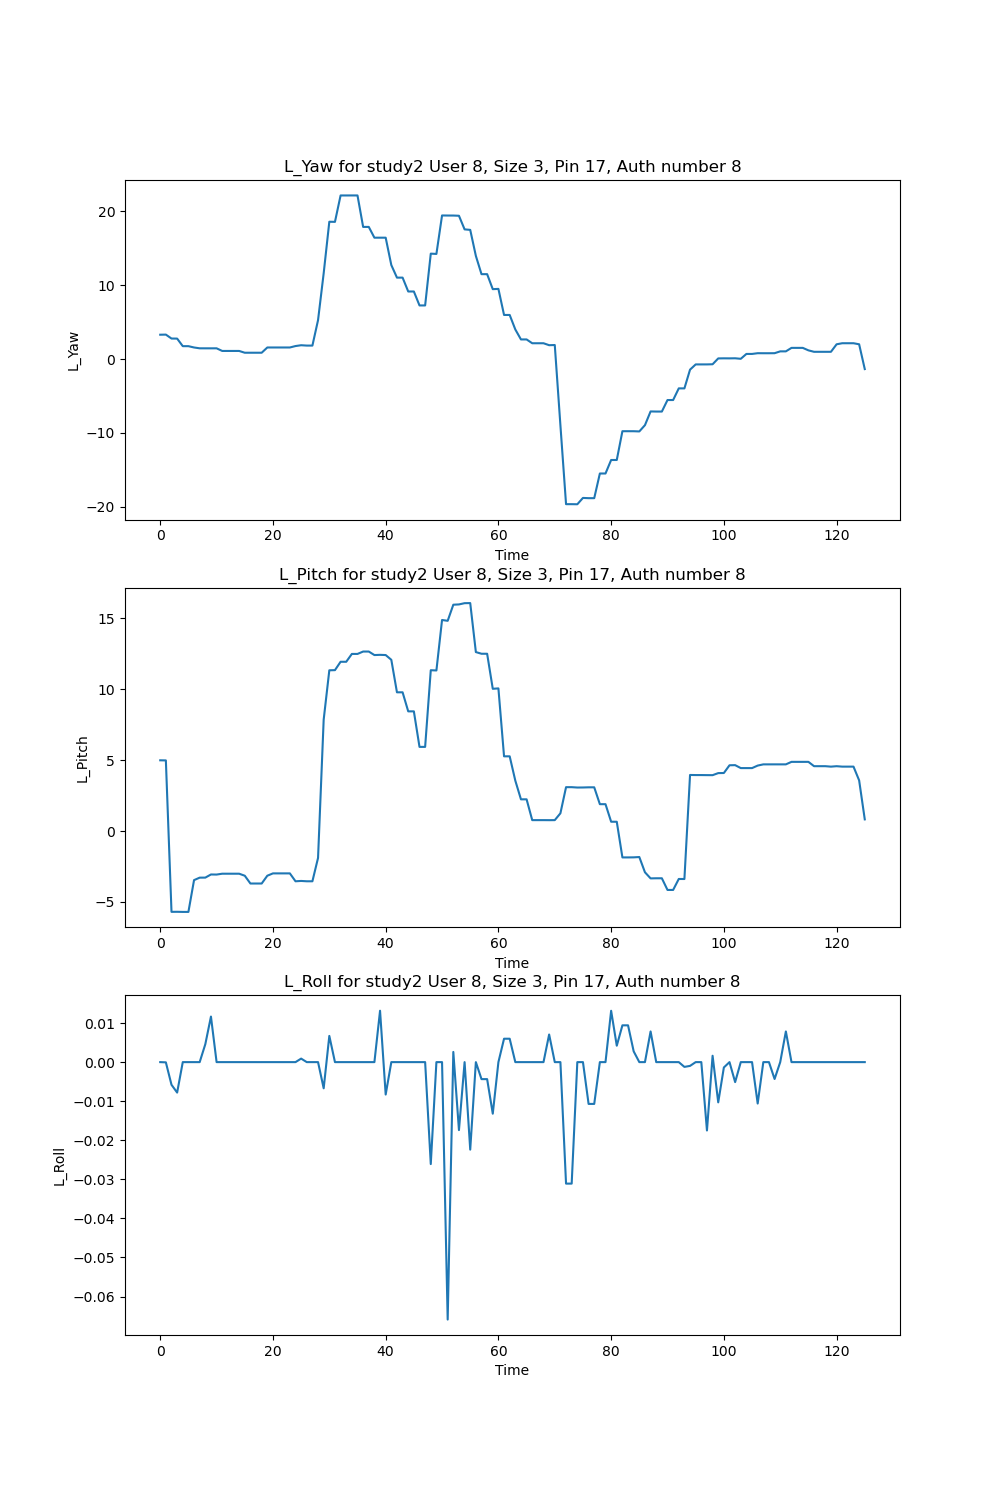 L_Yaw for study2 User 8, Size 3, Pin 17, Auth number 8
20
10
0
−10
−20
L_Yaw
0 20 40 60 80 100 120
Time
L_Pitch for study2 User 8, Size 3, Pin 17, Auth number 8
15
10
5
0
−5
L_Pitch
0 20 40 60 80 100 120
Time
L_Roll for study2 User 8, Size 3, Pin 17, Auth number 8
0.01
0.00
−0.01
−0.02
−0.03
−0.04
−0.05
−0.06
L_Roll
0 20 40 60 80 100 120
Time